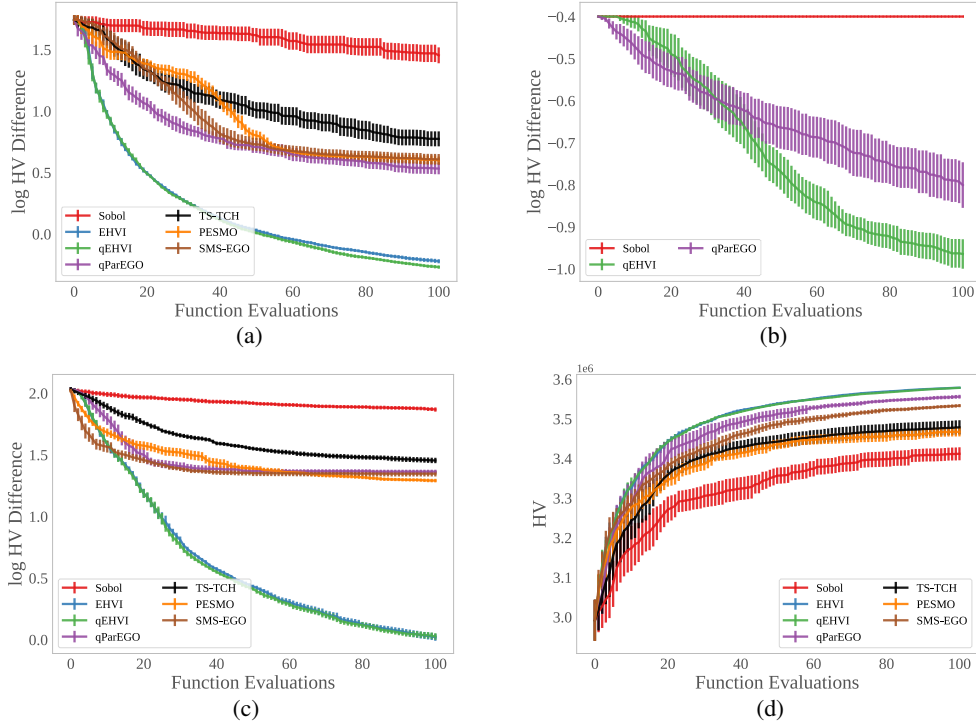 log HV Difference
1.5
1.0
0.5
0.0
Sobol
EHVI
qEHVI
qParEGO
TS-TCH
PESMO
SMS-EGO
0 20 40 60 80 100
Function Evaluations
(a)
log HV Difference
−0.4
−0.5
−0.6
−0.7
−0.8
−0.9
−1.0
Sobol
qEHVI
qParEGO
0 20 40 60 80 100
Function Evaluations
(b)
log HV Difference
2.0
1.5
1.0
0.5
0.0
Sobol
EHVI
qEHVI
qParEGO
TS-TCH
PESMO
SMS-EGO
0 20 40 60 80 100
Function Evaluations
(c)
1e6
HV
3.6
3.5
3.4
3.3
3.2
3.1
3.0
Sobol
EHVI
qEHVI
qParEGO
TS-TCH
PESMO
SMS-EGO
0 20 40 60 80 100
Function Evaluations
(d)